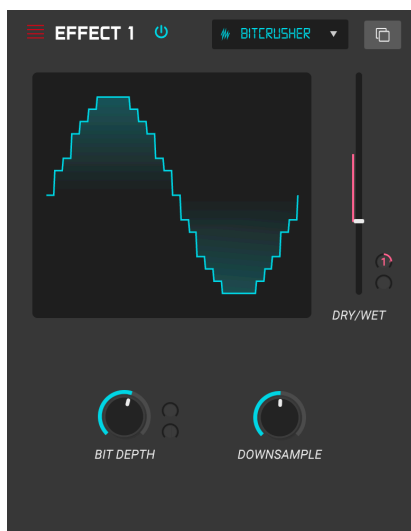 EFFECT 1
BITCRUSHER
1
DRY/WET
BIT DEPTH
DOWNSAMPLE